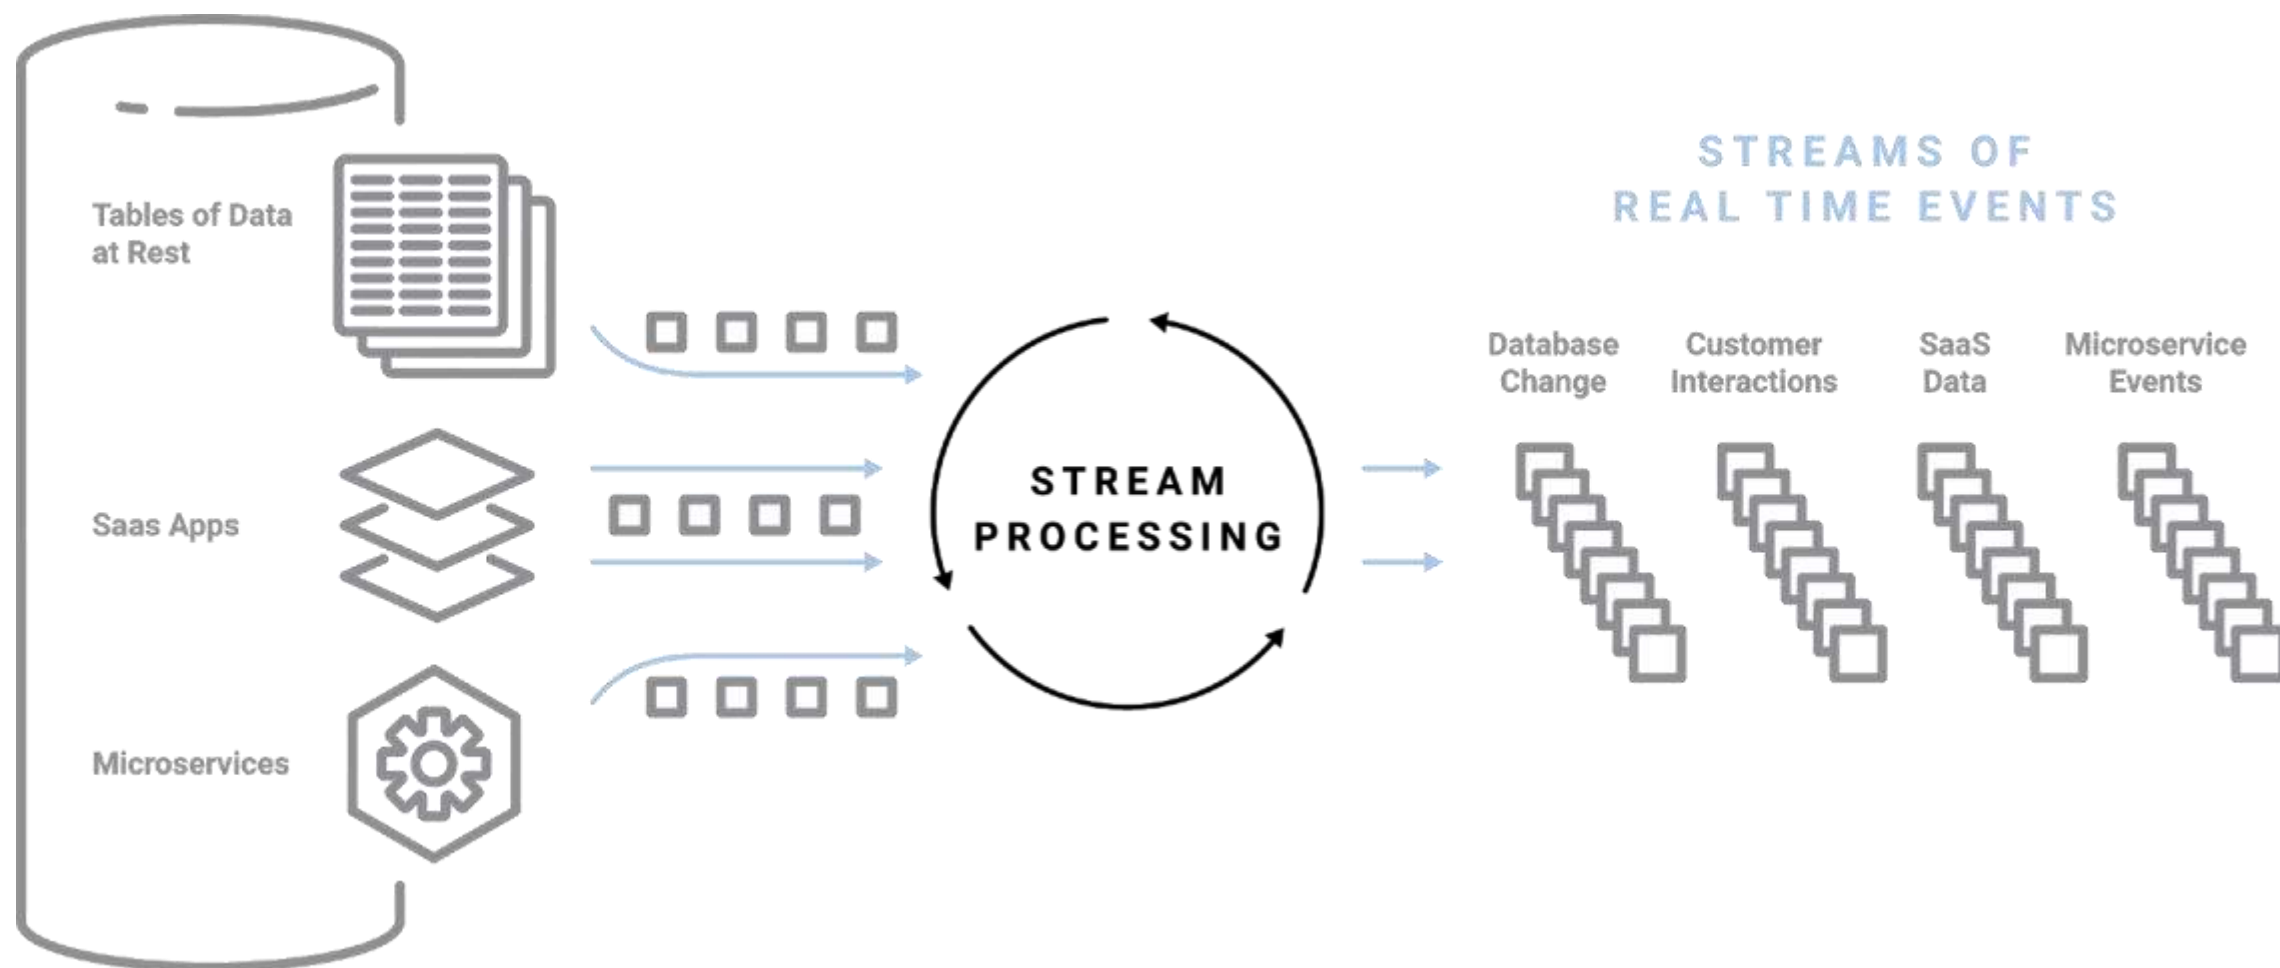 Tables of Data
at Rest
Saas Apps
Microservices
STREAM
PROCESSING
STREAMS OF
REAL TIME EVENTS
Database
Change
Customer
Interactions
SaaS
Data
Microservice
Events